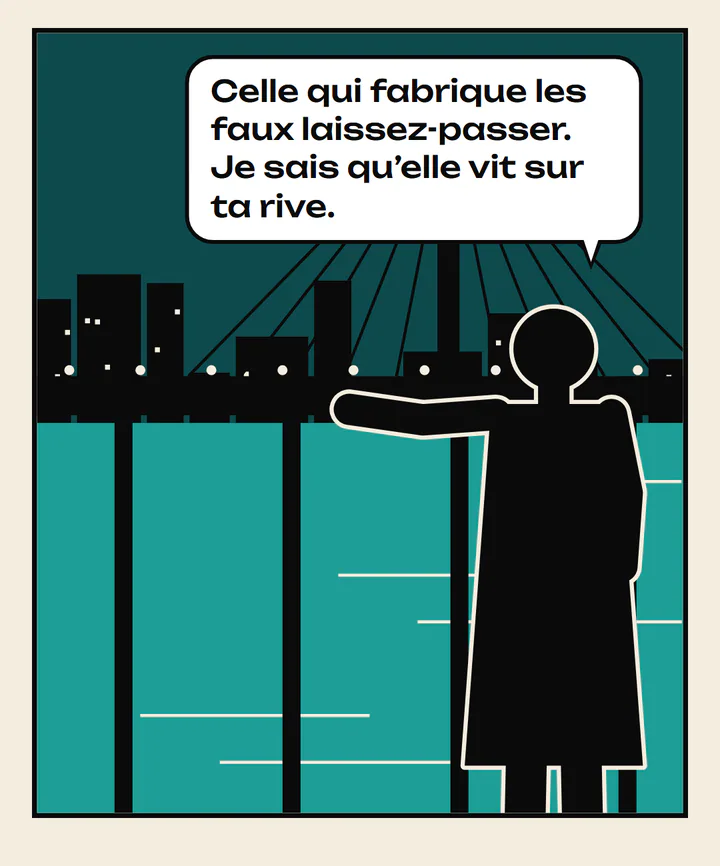 Celle qui fabrique les
faux laissez-passer.
Je sais qu’elle vit sur
ta rive.